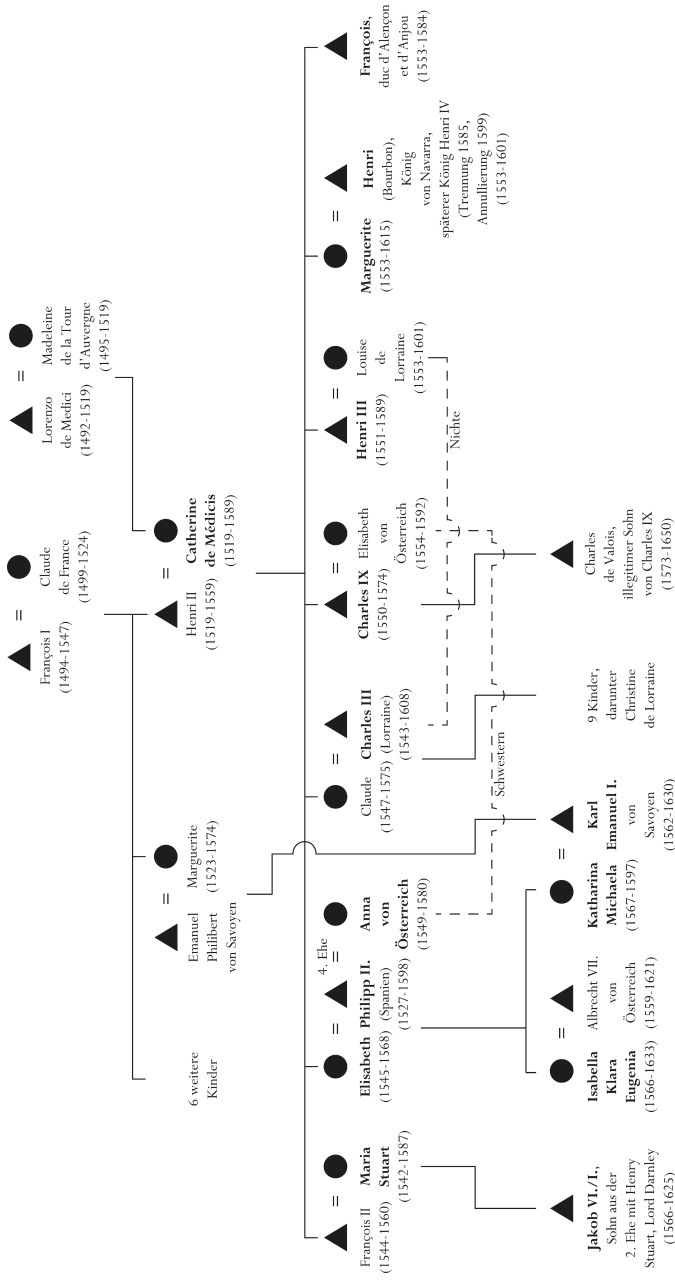 François I
(1494-1547)
=
Claude
de France
(1499-1524)
Lorenzo
de Medici
(1492-1519)
=
Madeleine
de la Tour
d'Auvergne
(1495-1519)
6 weitere
Kinder
Emanuel
Philibert
von Savoyen
=
Marguerite
(1523-1574)
Henri II
(1519-1559)
=
Catherine
de Médicis
(1519-1589)
François II
(1544-1560)
=
Maria
Stuart
(1542-1587)
Elisabeth
(1545-1568)
=
Philipp II.
(Spanien)
(1527-1598)
4. Ehe
=
Anna
von
Österreich
(1549-1580)
Claude
(1547-1575)
=
Charles III
(Lorraine)
(1543-1608)
Charles IX
(1550-1574)
=
Elisabeth
von
Österreich
(1554-1592)
Henri III
(1551-1589)
=
Louise
de
Lorraine
(1553-1601)
Marguerite
(1553-1615)
=
Henri
(Bourbon),
König
von Navarra,
späterer König Henri IV
(Trennung 1585,
Annullierung 1599)
(1553-1601)
François,
duc d'Alençon
et d'Anjou
(1553-1584)
Nichte
Schwestern
Jakob VI./I.,
Sohn aus der
2. Ehe mit Henry
Stuart, Lord Darnley
(1566-1625)
Isabella
Klara
Eugenia
(1566-1633)
=
Albrecht VII.
von
Österreich
(1559-1621)
Katharina
Michaela
(1567-1597)
=
Karl
Emanuel I.
von
Savoyen
(1562-1630)
9 Kinder,
darunter
Christine
de Lorraine
Charles
de Valois,
illegitimer Sohn
von Charles IX
(1573-1650)